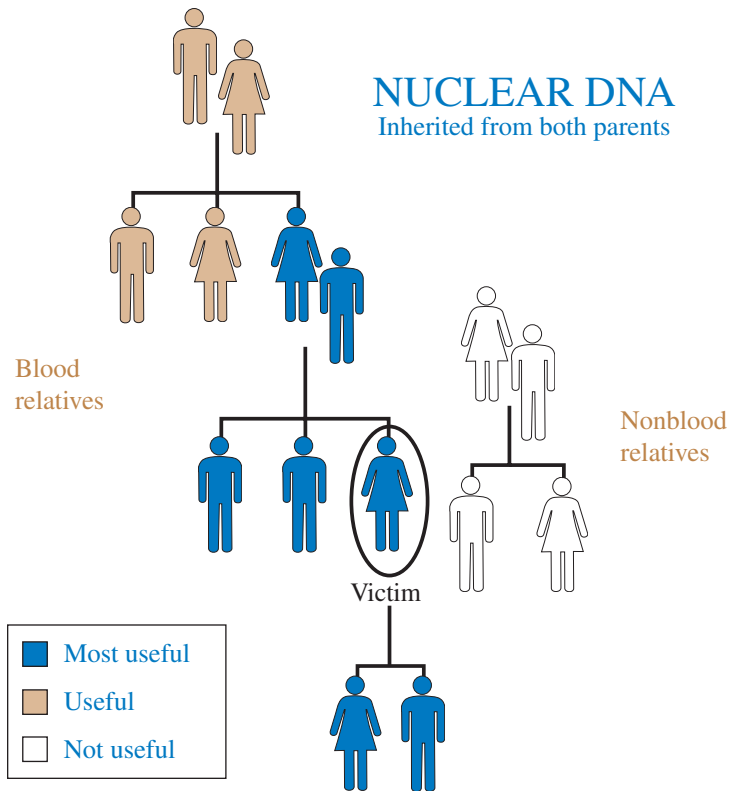 NUCLEAR DNA
Inherited from both parents
Blood
relatives
Nonblood
relatives
Victim
Most useful
Useful
Not useful